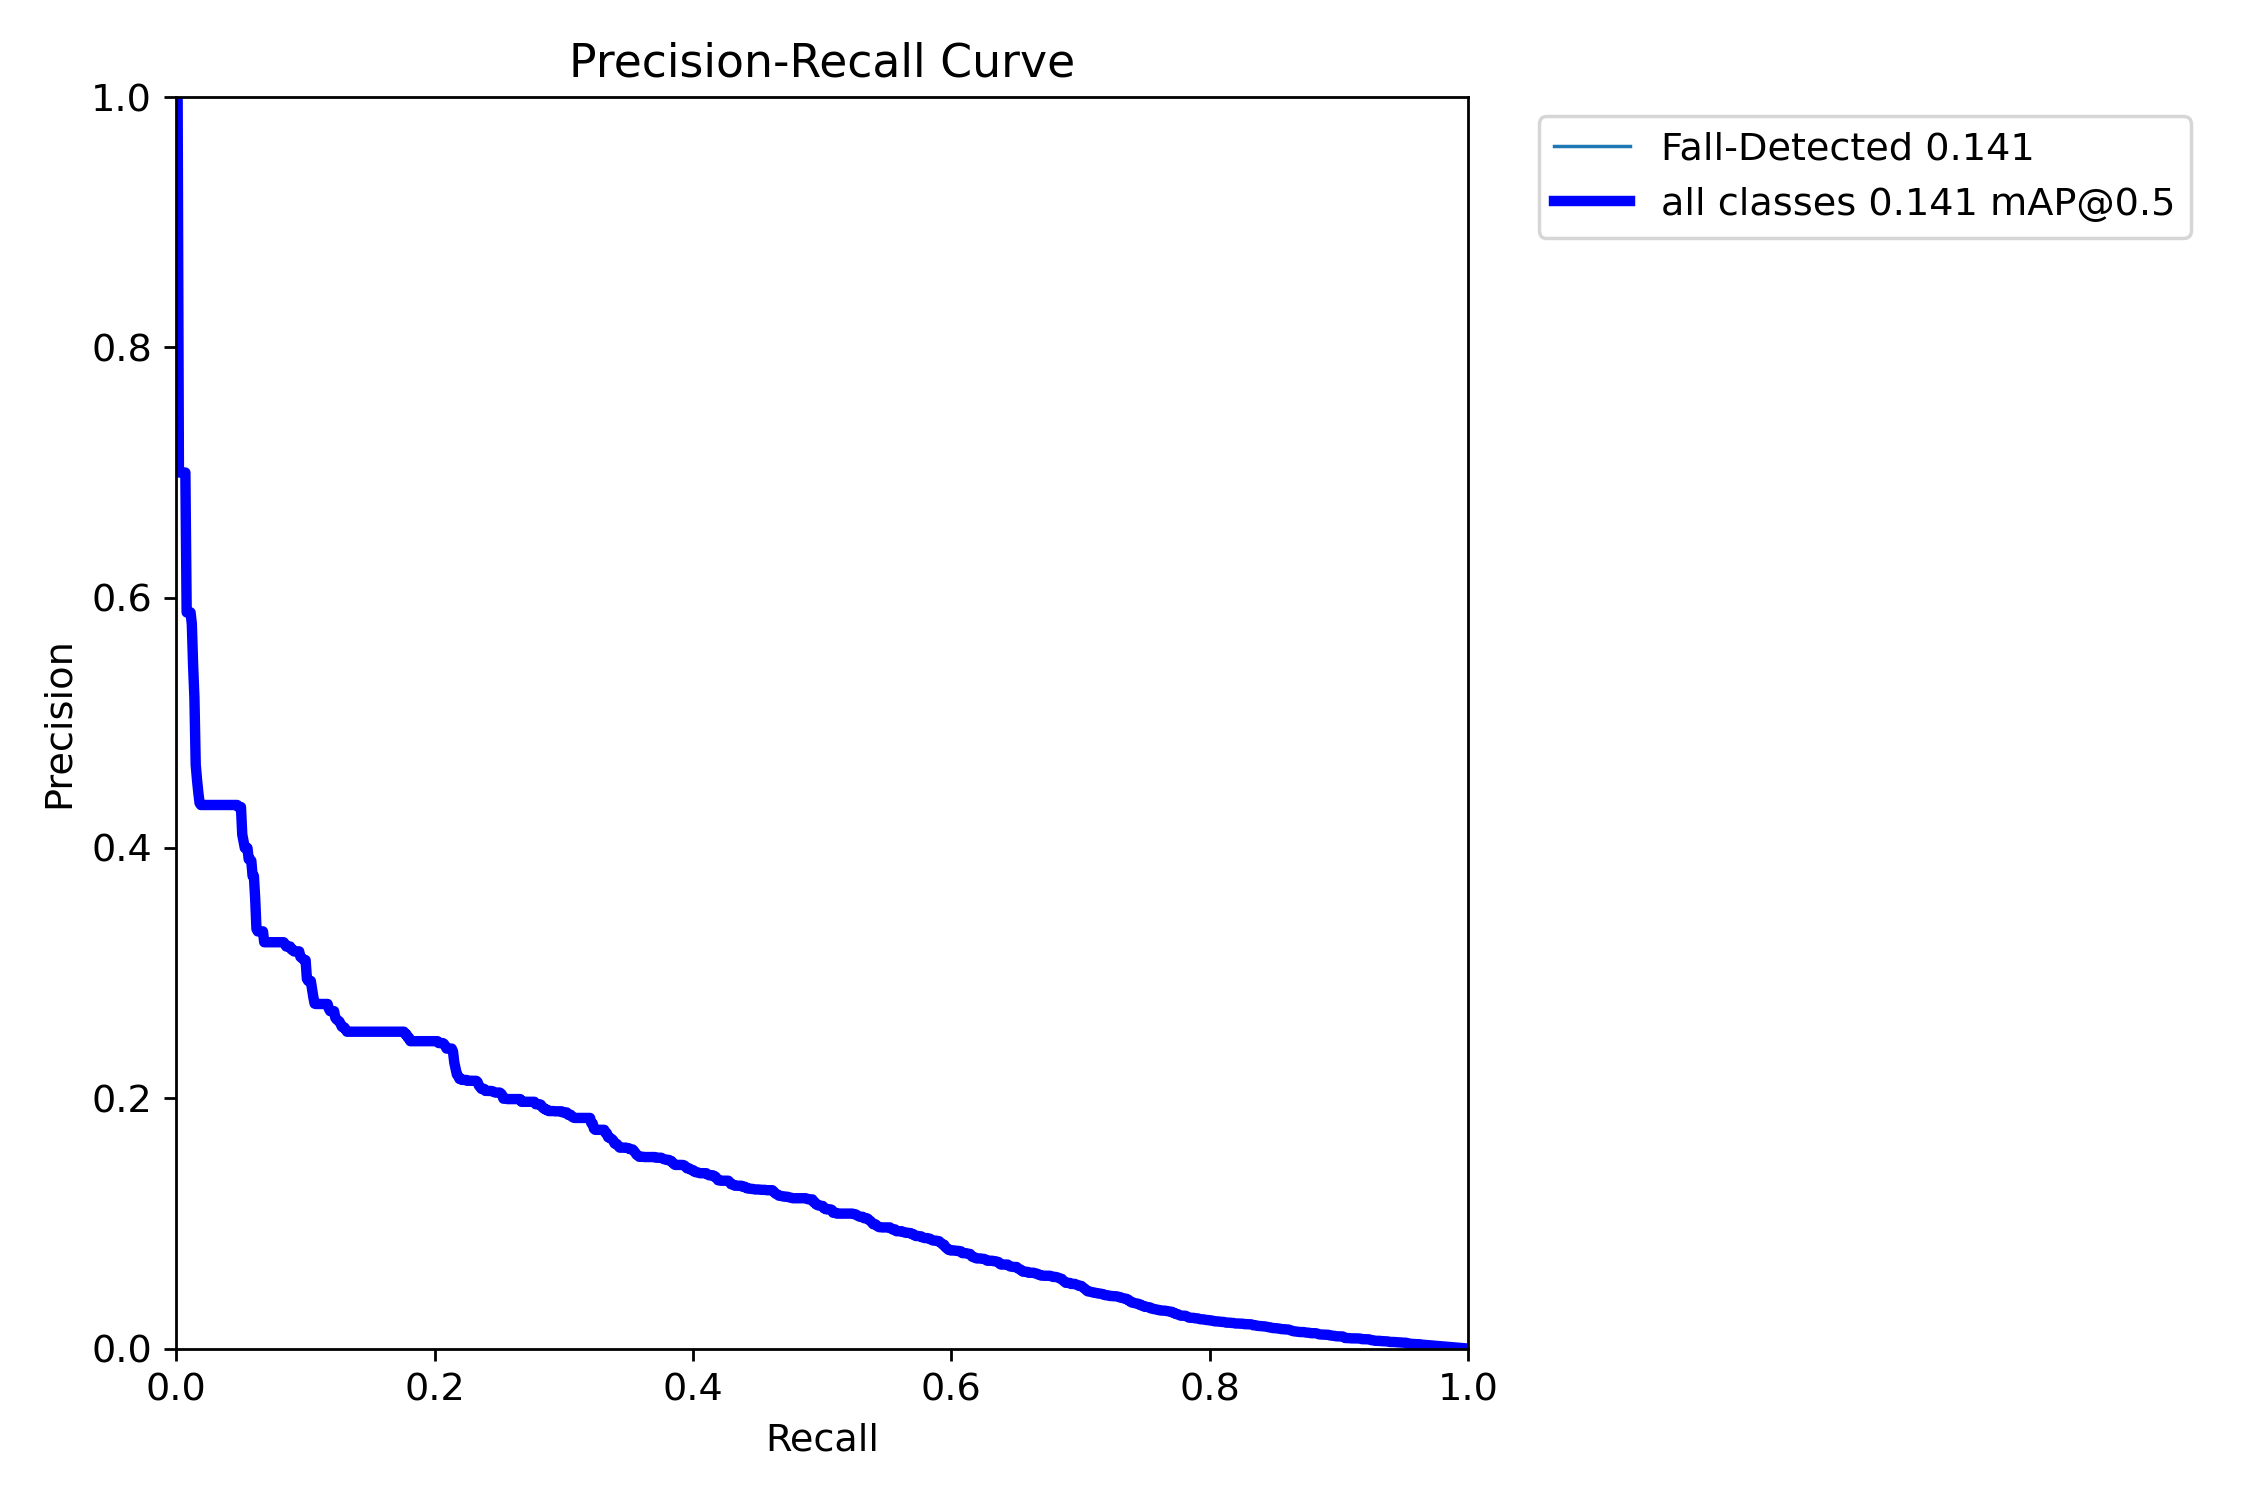 Precision-Recall Curve
Fall-Detected 0.141
all classes 0.141 mAP@0.5
Precision
1.0
0.8
0.6
0.4
0.2
0.0
0.0 0.2 0.4 0.6 0.8 1.0
Recall